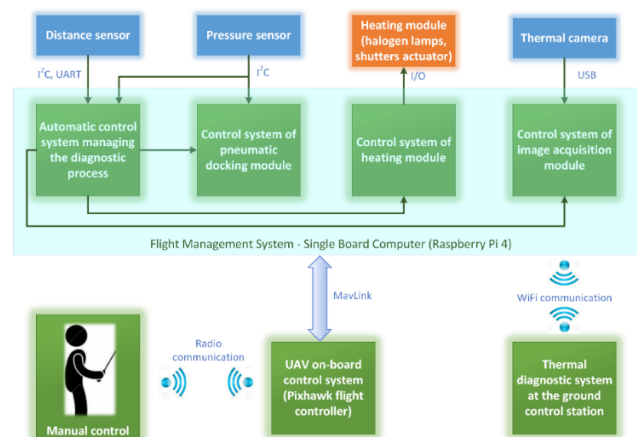 Distance sensor
Pressure sensor
Heating module
(halogen lamps,
shutters actuator)
Thermal camera
I²C, UART
I²C
I/O
USB
Automatic control
system managing
the diagnostic
process
Control system of
pneumatic
docking module
Control system of
heating module
Control system of
image acquisition
module
Flight Management System - Single Board Computer (Raspberry Pi 4)
MavLink
WiFi communication
Radio
communication
Manual control
UAV on-board
control system
(Pixhawk flight
controller)
Thermal
diagnostic system
at the ground
control station